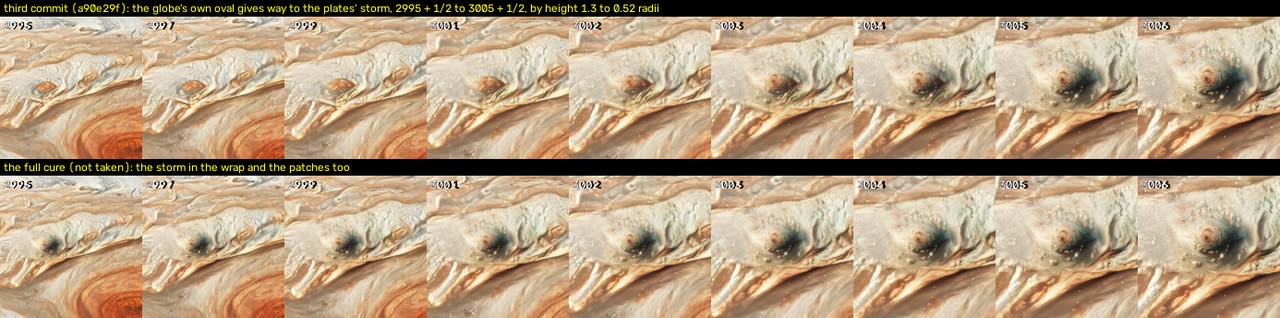 third commit (a90e29f): the globe's own oval gives way to the plates' storm, 2995 + 1/2 to 3005 + 1/2, by height 1.3 to 0.52 radii
2995 2997 2999 3001 3002 3003 3004 3005 3006
the full cure (not taken): the storm in the wrap and the patches too
2995 2997 2999 3001 3002 3003 3004 3005 3006